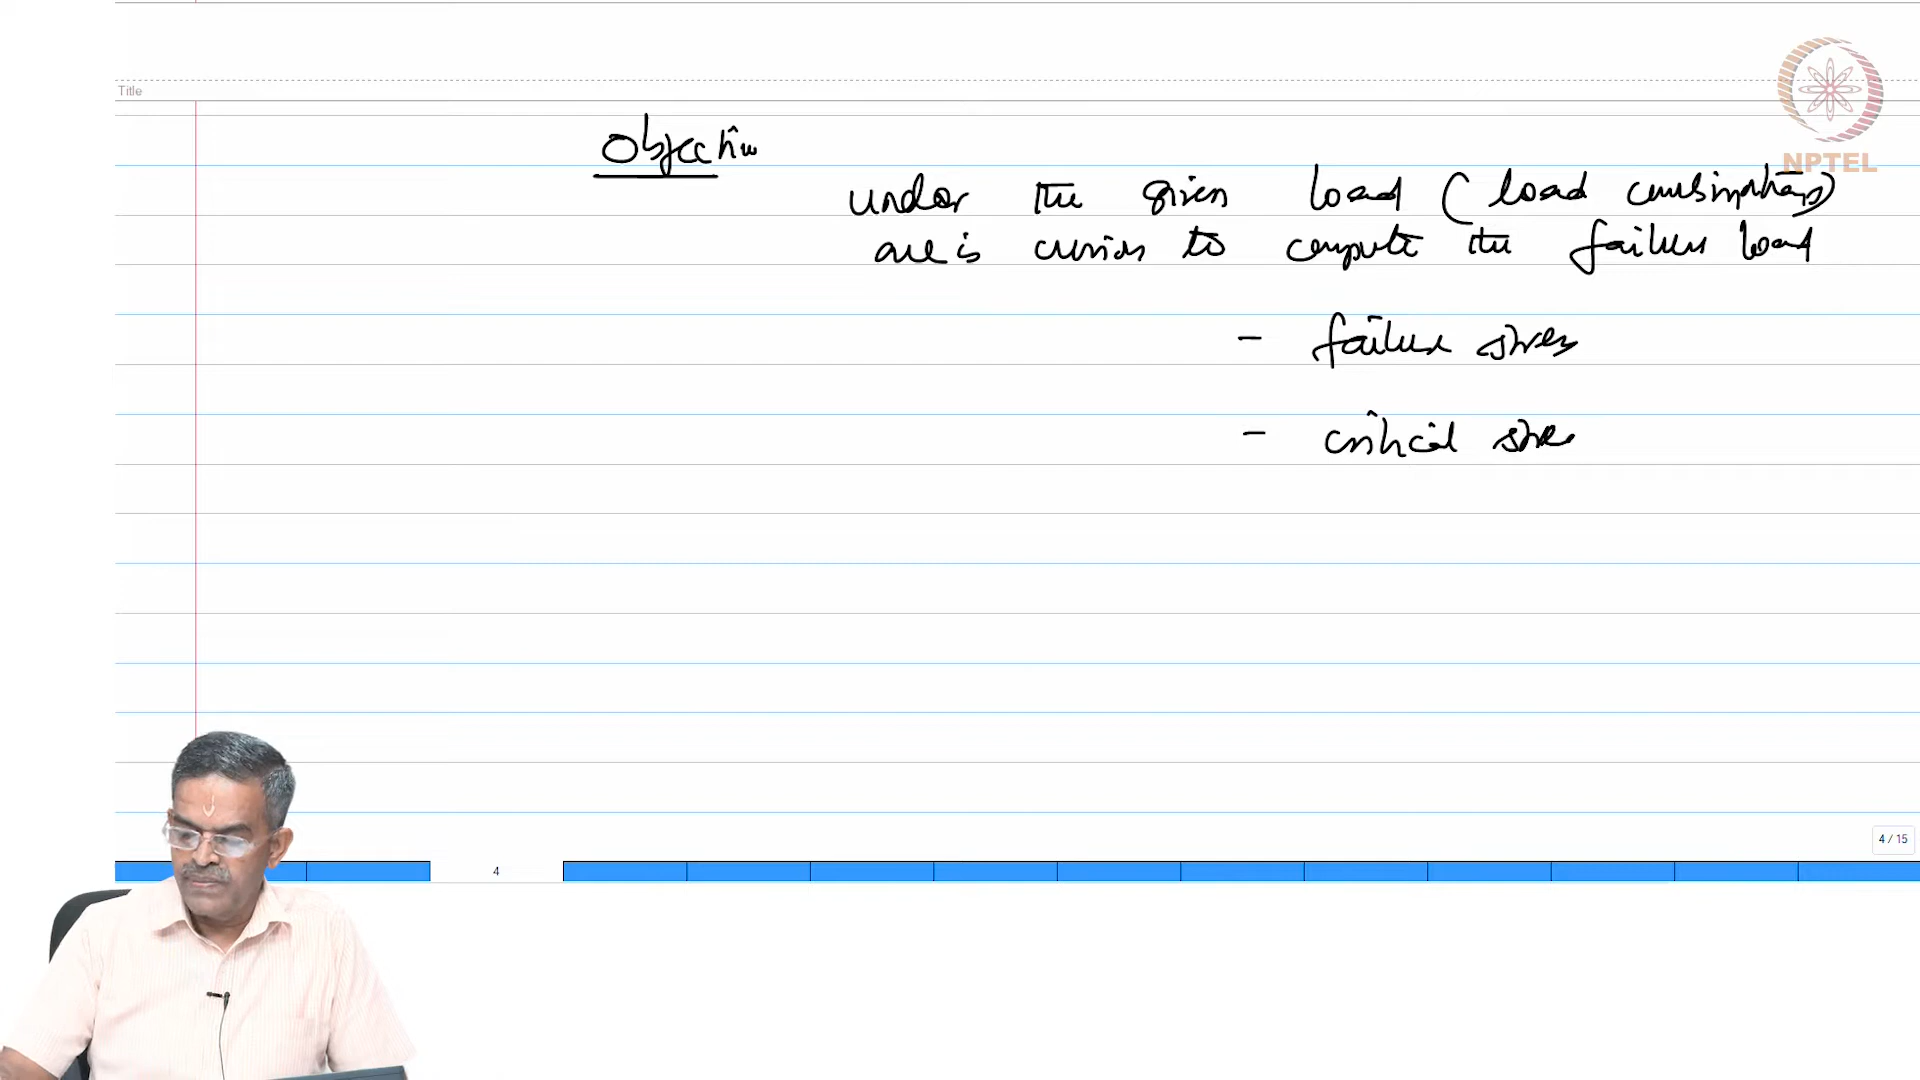 Title
NPTEL
Objective
under the given load (load combinations)
one is curious to compute the failure load
- failure stress
- critical stress
4 / 15
4